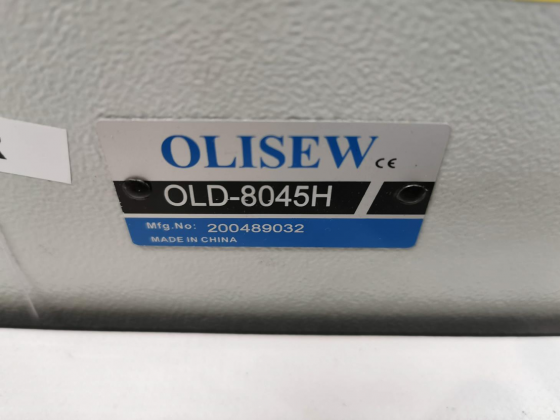 OLISEW CE
OLD-8045H
Mfg.No: 200489032
MADE IN CHINA